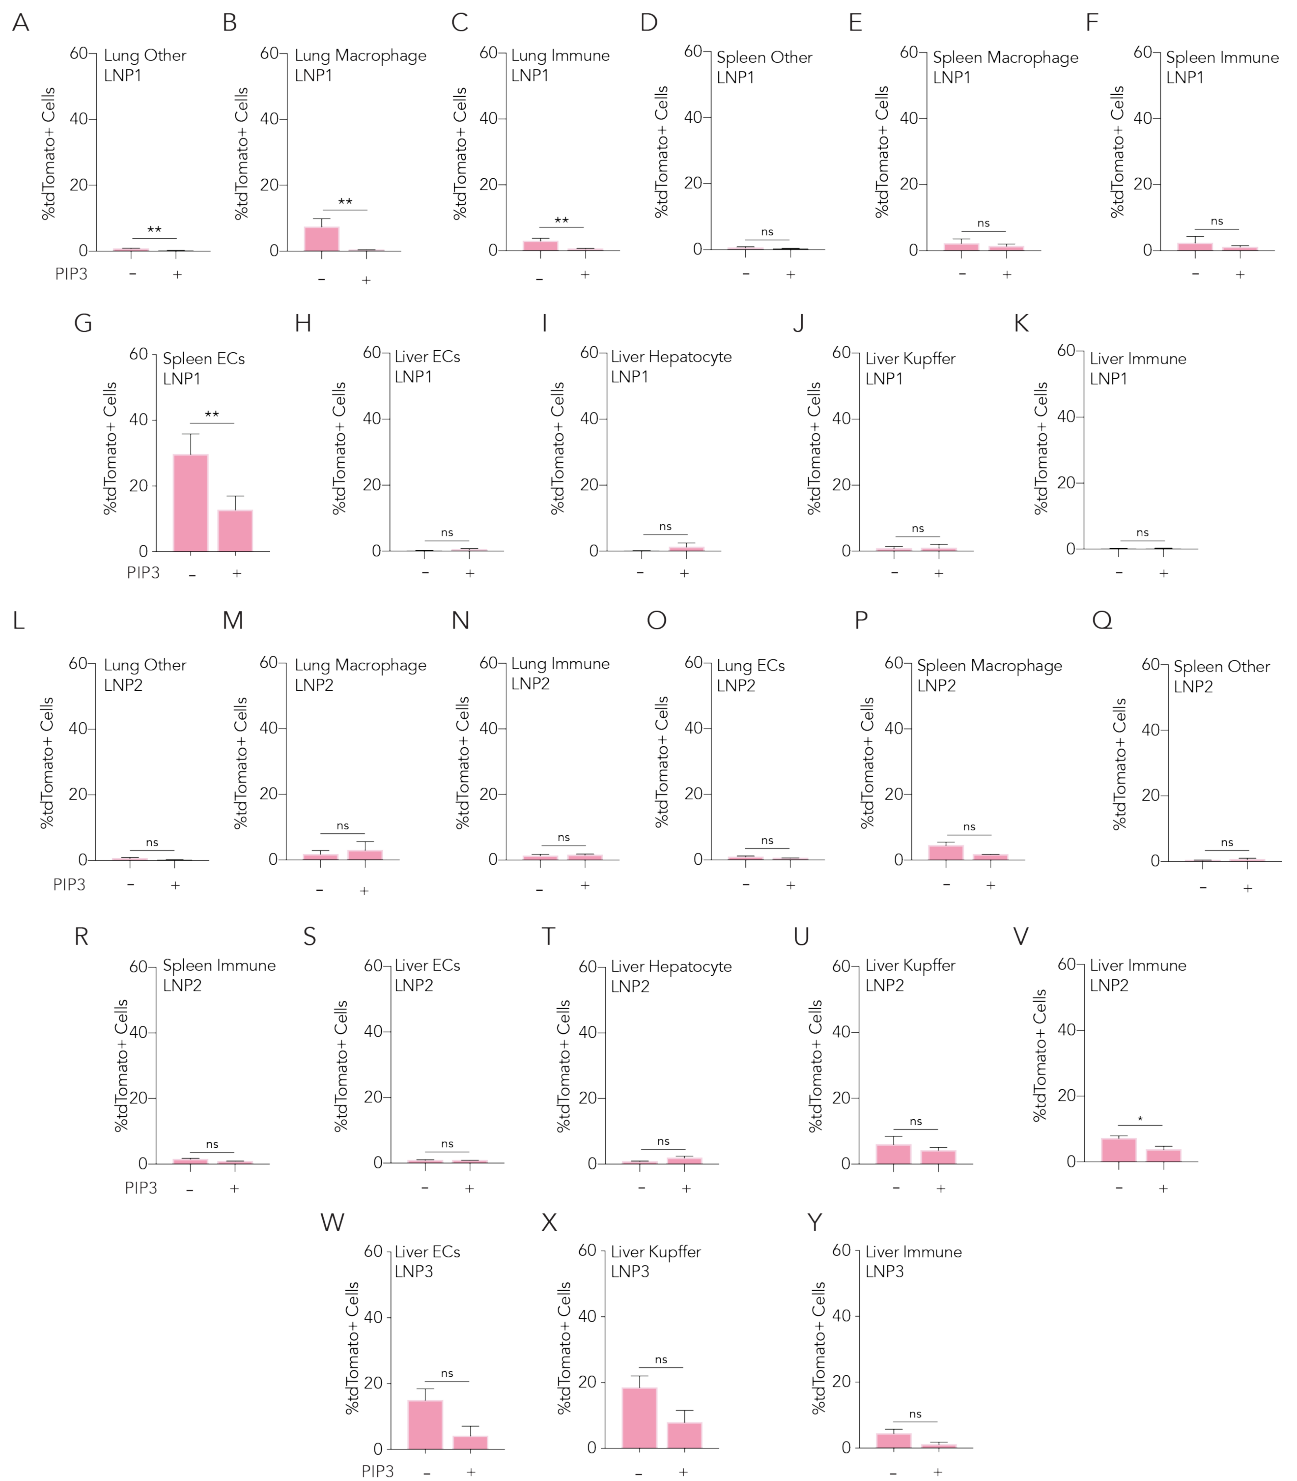 A B C D E F
Lung Other
LNP1
%tdTomato+ Cells
60
40
20
0
**
PIP3
–
+
Lung Macrophage
LNP1
%tdTomato+ Cells
60
40
20
0
**
–
+
Lung Immune
LNP1
%tdTomato+ Cells
60
40
20
0
**
–
+
Spleen Other
LNP1
%tdTomato+ Cells
60
40
20
0
ns
–
+
Spleen Macrophage
LNP1
%tdTomato+ Cells
60
40
20
0
ns
–
+
Spleen Immune
LNP1
%tdTomato+ Cells
60
40
20
0
ns
–
+
G H I J K
Spleen ECs
LNP1
%tdTomato+ Cells
60
40
20
0
**
PIP3
–
+
Liver ECs
LNP1
%tdTomato+ Cells
60
40
20
0
ns
–
+
Liver Hepatocyte
LNP1
%tdTomato+ Cells
60
40
20
0
ns
–
+
Liver Kupffer
LNP1
%tdTomato+ Cells
60
40
20
0
ns
–
+
Liver Immune
LNP1
%tdTomato+ Cells
60
40
20
0
ns
–
+
L M N O P Q
Lung Other
LNP2
%tdTomato+ Cells
60
40
20
0
ns
PIP3
–
+
Lung Macrophage
LNP2
%tdTomato+ Cells
60
40
20
0
ns
–
+
Lung Immune
LNP2
%tdTomato+ Cells
60
40
20
0
ns
–
+
Lung ECs
LNP2
%tdTomato+ Cells
60
40
20
0
ns
–
+
Spleen Macrophage
LNP2
%tdTomato+ Cells
60
40
20
0
ns
–
+
Spleen Other
LNP2
%tdTomato+ Cells
60
40
20
0
ns
–
+
R S T U V
Spleen Immune
LNP2
%tdTomato+ Cells
60
40
20
0
ns
PIP3
–
+
Liver ECs
LNP2
%tdTomato+ Cells
60
40
20
0
ns
–
+
Liver Hepatocyte
LNP2
%tdTomato+ Cells
60
40
20
0
ns
–
+
Liver Kupffer
LNP2
%tdTomato+ Cells
60
40
20
0
ns
–
+
Liver Immune
LNP2
%tdTomato+ Cells
60
40
20
0
*
–
+
W X Y
Liver ECs
LNP3
%tdTomato+ Cells
60
40
20
0
ns
PIP3
–
+
Liver Kupffer
LNP3
%tdTomato+ Cells
60
40
20
0
ns
–
+
Liver Immune
LNP3
%tdTomato+ Cells
60
40
20
0
ns
–
+